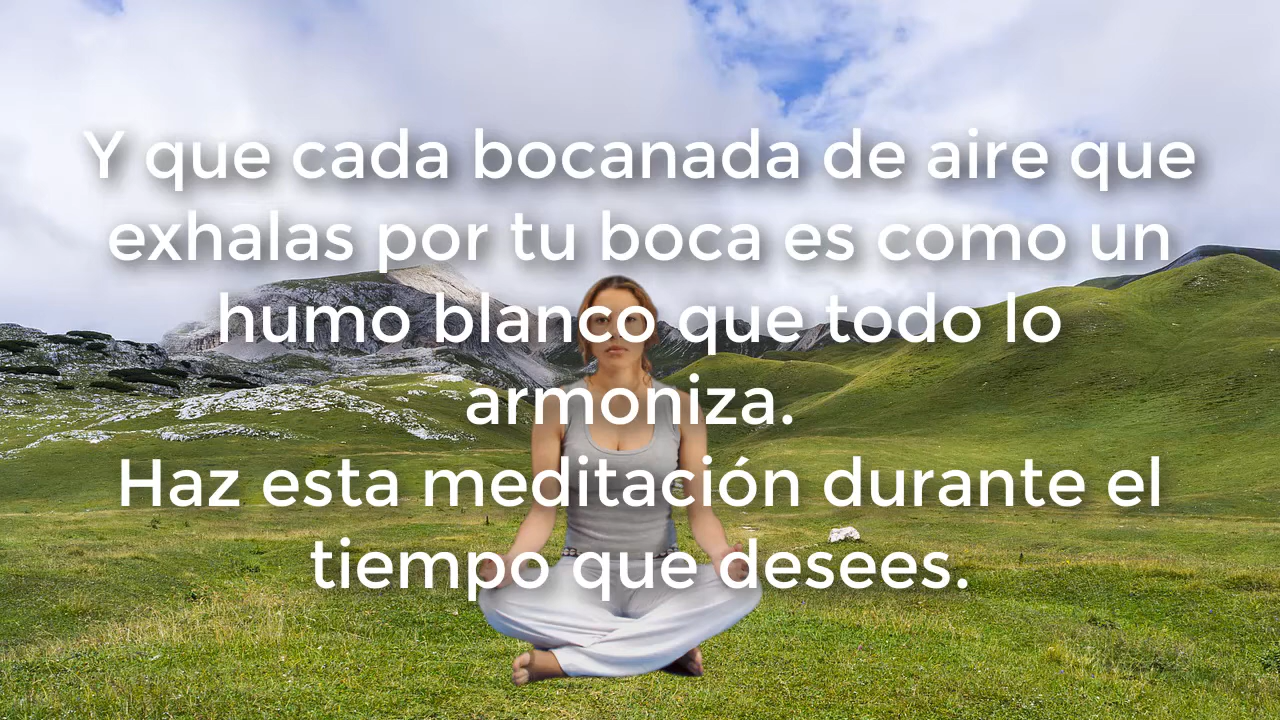 Y que cada bocanada de aire que
exhalas por tu boca es como un
humo blanco que todo lo
armoniza.
Haz esta meditación durante el
tiempo que desees.